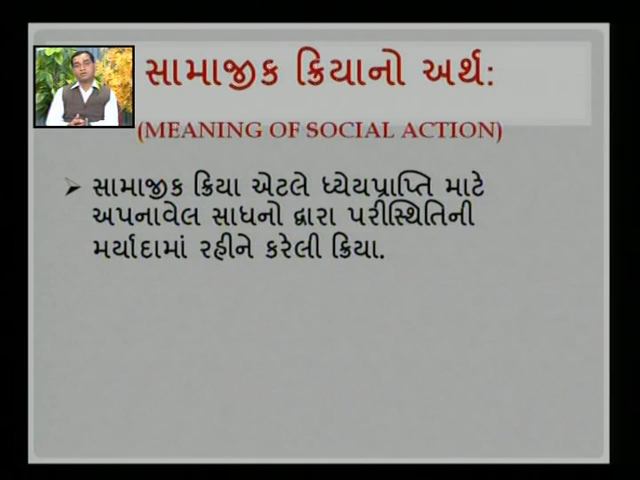 સામાજીક ક્રિયાનો અર્થ:
(MEANING OF SOCIAL ACTION)
➢ સામાજીક ક્રિયા એટલે ધ્યેયપ્રાપ્તિ માટે
અપનાવેલ સાધનો દ્વારા પરીસ્થિતિની
મર્યાદામાં રહીને કરેલી ક્રિયા.